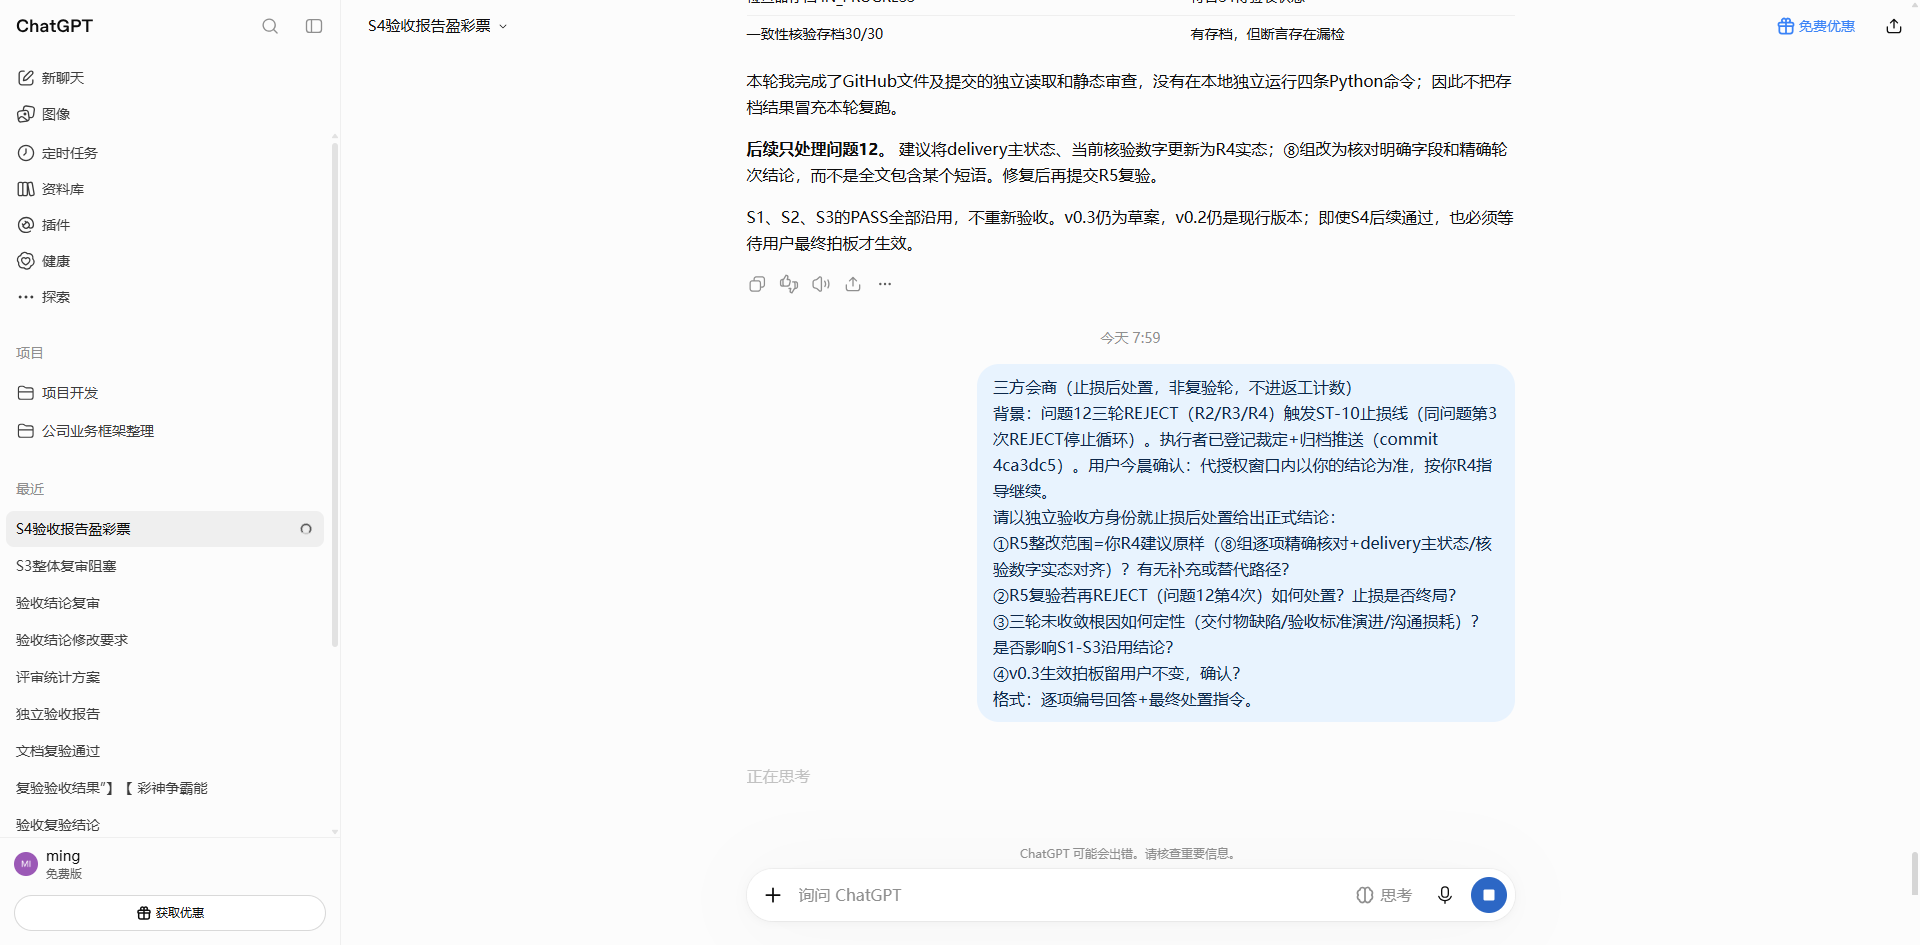 ChatGPT
新聊天
图像
定时任务
资料库
插件
健康
探索
项目
项目开发
公司业务框架整理
最近
S4验收报告盈彩票
S3整体复审阻塞
验收结论复审
验收结论修改要求
评审统计方案
独立验收报告
文档复验通过
复验验收结果”】【 彩神争霸能
验收复验结论
MI
ming
免费版
获取优惠
S4验收报告盈彩票
免费优惠
一致性核验存档30/30
有存档，但断言存在漏检
本轮我完成了GitHub文件及提交的独立读取和静态审查，没有在本地独立运行四条Python命令；因此不把存
档结果冒充本轮复跑。
后续只处理问题12。 建议将delivery主状态、当前核验数字更新为R4实态；⑧组改为核对明确字段和精确轮
次结论，而不是全文包含某个短语。修复后再提交R5复验。
S1、S2、S3的PASS全部沿用，不重新验收。v0.3仍为草案，v0.2仍是现行版本；即使S4后续通过，也必须等
待用户最终拍板才生效。
今天 7:59
三方会商（止损后处置，非复验轮，不进返工计数）
背景：问题12三轮REJECT（R2/R3/R4）触发ST-10止损线（同问题第3
次REJECT停止循环）。执行者已登记裁定+归档推送（commit
4ca3dc5）。用户今晨确认：代授权窗口内以你的结论为准，按你R4指
导继续。
请以独立验收方身份就止损后处置给出正式结论：
①R5整改范围=你R4建议原样（⑧组逐项精确核对+delivery主状态/核
验数字实态对齐）？有无补充或替代路径？
②R5复验若再REJECT（问题12第4次）如何处置？止损是否终局？
③三轮未收敛根因如何定性（交付物缺陷/验收标准演进/沟通损耗）？
是否影响S1-S3沿用结论？
④v0.3生效拍板留用户不变，确认？
格式：逐项编号回答+最终处置指令。
正在思考
ChatGPT 可能会出错。请核查重要信息。
询问 ChatGPT
思考